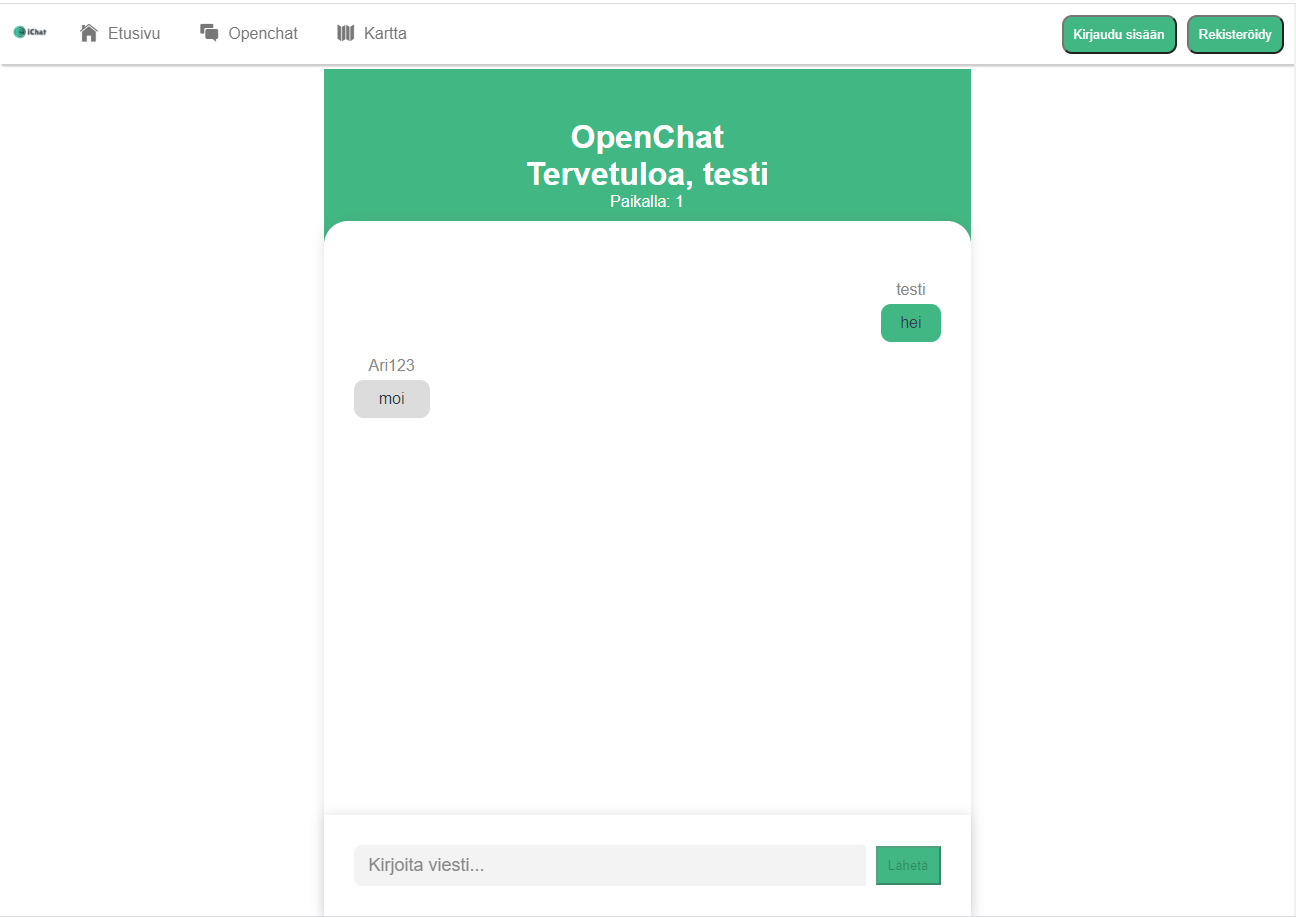 iChat
Etusivu
Openchat
Kartta
Kirjaudu sisään
Rekisteröidy
OpenChat
Tervetuloa, testi
Paikalla: 1
testi
hei
Ari123
moi
Kirjoita viesti...
Lähetä